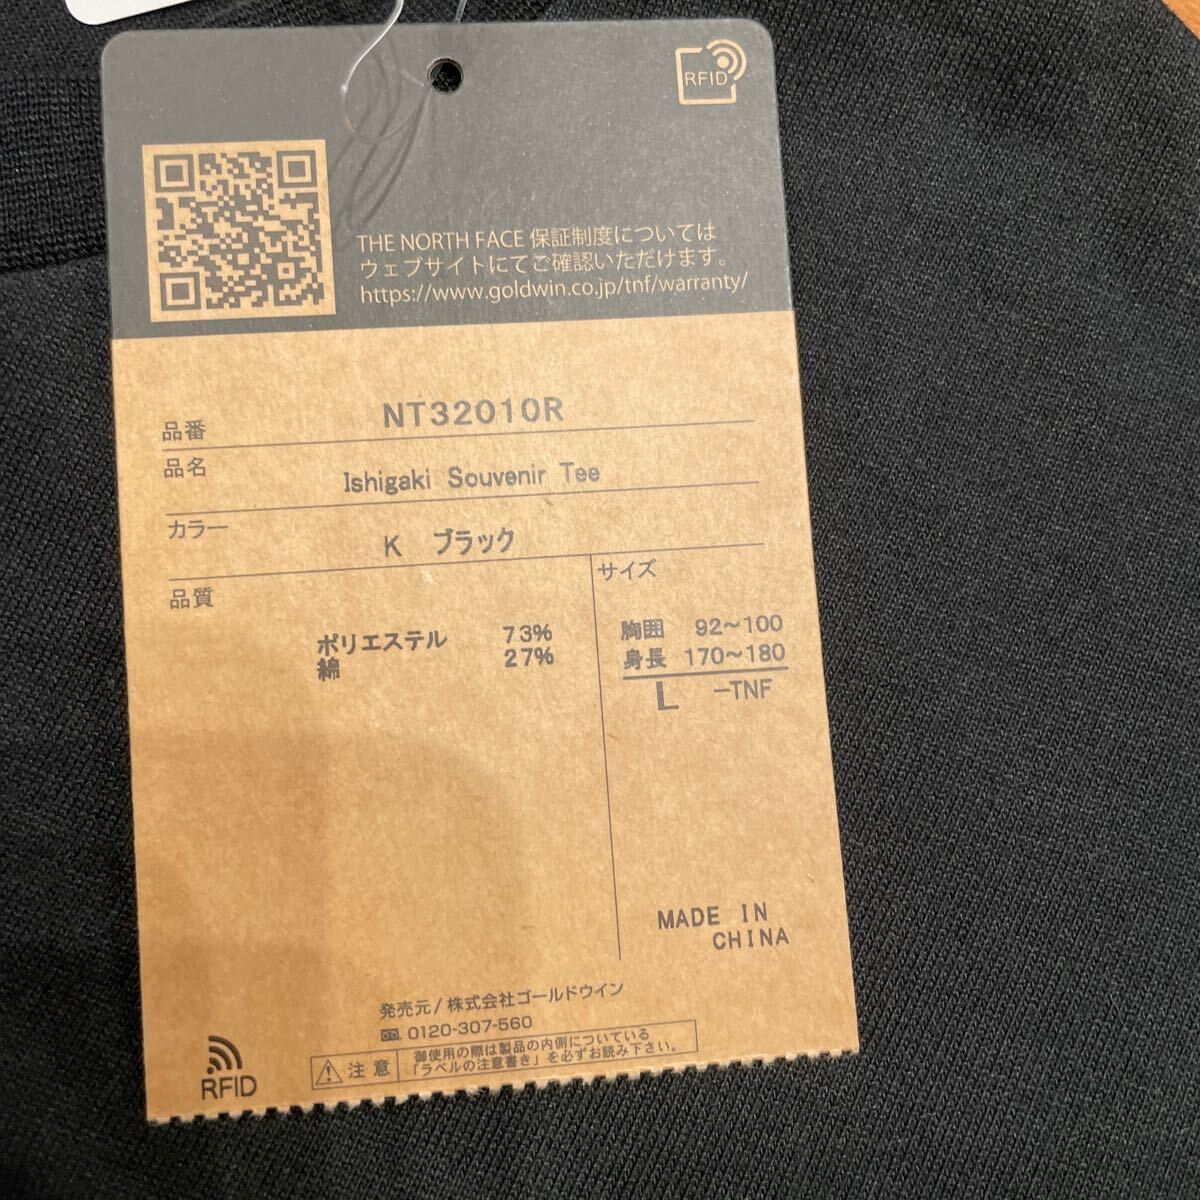 RFID
THE NORTH FACE 保証制度については
ウェブサイトにてご確認いただけます。
https://www.goldwin.co.jp/tnf/warranty/
品番 NT32010R
品名 Ishigaki Souvenir Tee
カラー K ブラック
品質
ポリエステル 73%
綿 27%
サイズ
胸囲 92~100
身長 170~180
L -TNF
MADE IN
CHINA
発売元/株式会社ゴールドウイン
0120-307-560
RFID
注意
御使用の際は製品の内側についている
「ラベルの注意書き」を必ずお読み下さい。